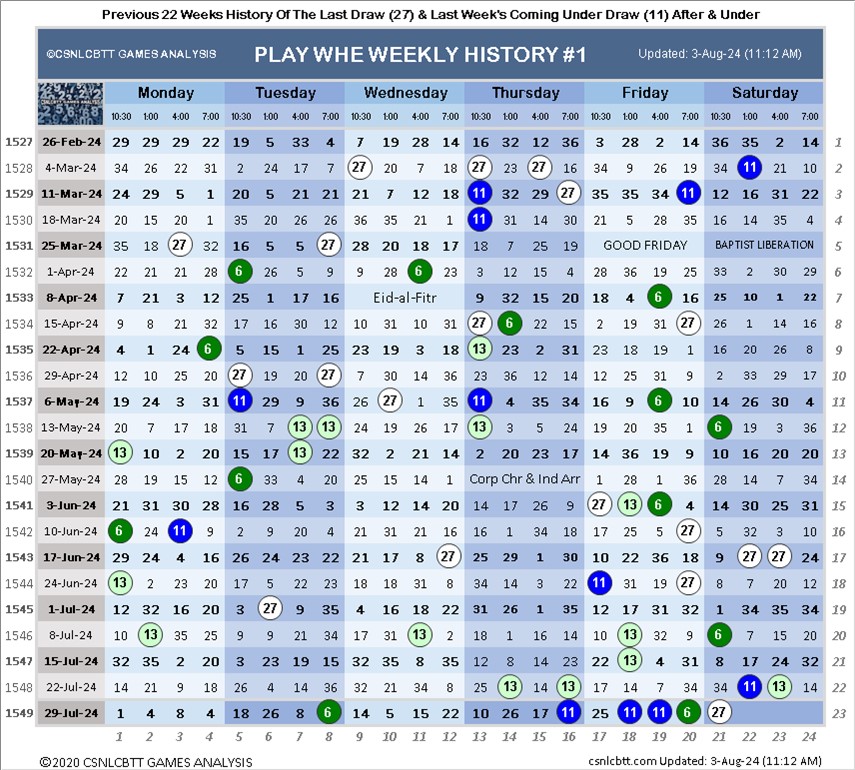 Previous 22 Weeks History Of The Last Draw (27) & Last Week's Coming Under Draw (11) After & Under
©CSNLCBTT GAMES ANALYSIS PLAY WHE WEEKLY HISTORY #1 Updated: 3-Aug-24 (11:12 AM)
Monday Tuesday Wednesday Thursday Friday Saturday
10:30 1:00 4:00 7:00 10:30 1:00 4:00 7:00 10:30 1:00 4:00 7:00 10:30 1:00 4:00 7:00 10:30 1:00 4:00 7:00 10:30 1:00 4:00 7:00
1527 26-Feb-24 29 29 29 22 19 5 33 4 7 19 28 14 16 32 12 36 3 28 2 14 36 35 2 14 1
1528 4-Mar-24 34 26 22 31 2 24 17 7 27 20 7 18 27 23 27 16 34 9 26 19 34 11 21 10 2
1529 11-Mar-24 24 29 5 1 20 5 21 21 21 7 12 18 11 32 29 27 35 35 34 11 12 16 31 22 3
1530 18-Mar-24 20 15 20 1 35 20 26 26 36 35 21 1 11 31 14 30 21 5 28 35 16 14 35 4 4
1531 25-Mar-24 35 18 27 32 16 5 5 27 28 20 18 17 18 7 25 19 GOOD FRIDAY BAPTIST LIBERATION 5
1532 1-Apr-24 22 21 21 28 6 26 5 9 9 28 6 23 3 12 15 4 28 36 19 25 33 2 30 29 6
1533 8-Apr-24 7 21 3 12 25 1 17 16 Eid-al-Fitr 9 32 15 20 18 4 6 16 25 10 1 22 7
1534 15-Apr-24 9 8 21 32 17 16 30 12 10 31 10 31 27 6 22 15 2 19 31 27 26 1 14 16 8
1535 22-Apr-24 4 1 24 6 5 15 1 25 23 19 3 18 13 23 2 31 23 18 19 1 16 20 26 8 9
1536 29-Apr-24 12 10 25 20 27 19 20 27 7 30 14 36 23 36 12 14 12 25 31 9 2 33 29 17 10
1537 6-May-24 19 24 3 31 11 29 9 36 26 27 1 35 11 4 35 34 16 9 6 10 14 26 30 4 11
1538 13-May-24 20 7 17 18 31 7 13 13 24 19 26 17 13 3 5 2 20 24 18 21 6 19 3 36 12
1539 20-May-24 13 10 2 20 15 17 13 22 32 2 21 14 2 20 23 17 14 36 19 9 10 16 20 20 13
1540 27-May-24 28 19 14 15 6 33 4 20 25 15 14 1 Corp Chr & Ind Arr 1 28 1 36 28 14 7 34 14
1541 3-Jun-24 21 31 30 28 16 28 5 3 3 12 14 20 14 17 26 9 27 13 6 4 14 30 25 31 15
1542 10-Jun-24 6 24 11 9 2 9 20 24 21 31 21 16 16 1 34 18 17 20 5 27 5 32 3 10 16
1543 17-Jun-24 29 24 4 16 26 24 23 22 21 17 8 27 25 29 1 30 10 22 36 18 9 27 27 24 17
1544 24-Jun-24 13 2 23 20 17 5 22 23 18 18 31 8 34 14 3 22 11 31 19 27 8 7 20 12 18
1545 1-Jul-24 12 32 16 20 3 27 9 35 4 16 18 22 31 26 1 35 12 17 31 32 1 34 35 34 19
1546 8-Jul-24 10 13 35 25 9 9 21 34 17 31 11 2 18 1 16 14 10 13 32 9 6 7 15 20 20
1547 15-Jul-24 32 35 2 20 3 23 19 15 32 35 8 35 12 8 14 23 22 13 4 31 8 17 24 32 21
1548 22-Jul-24 14 21 9 18 26 4 14 36 32 21 34 8 25 13 14 13 17 14 7 34 34 11 23 14 22
1549 29-Jul-24 1 4 8 4 18 26 8 6 14 5 15 22 10 26 17 11 25 11 11 6 27 23
1 2 3 4 5 6 7 8 9 10 11 12 13 14 15 16 17 18 19 20 21 22 23 24
©2020 CSNLCBTT GAMES ANALYSIS csnlcbtt.com Updated: 3-Aug-24 (11:12 AM)